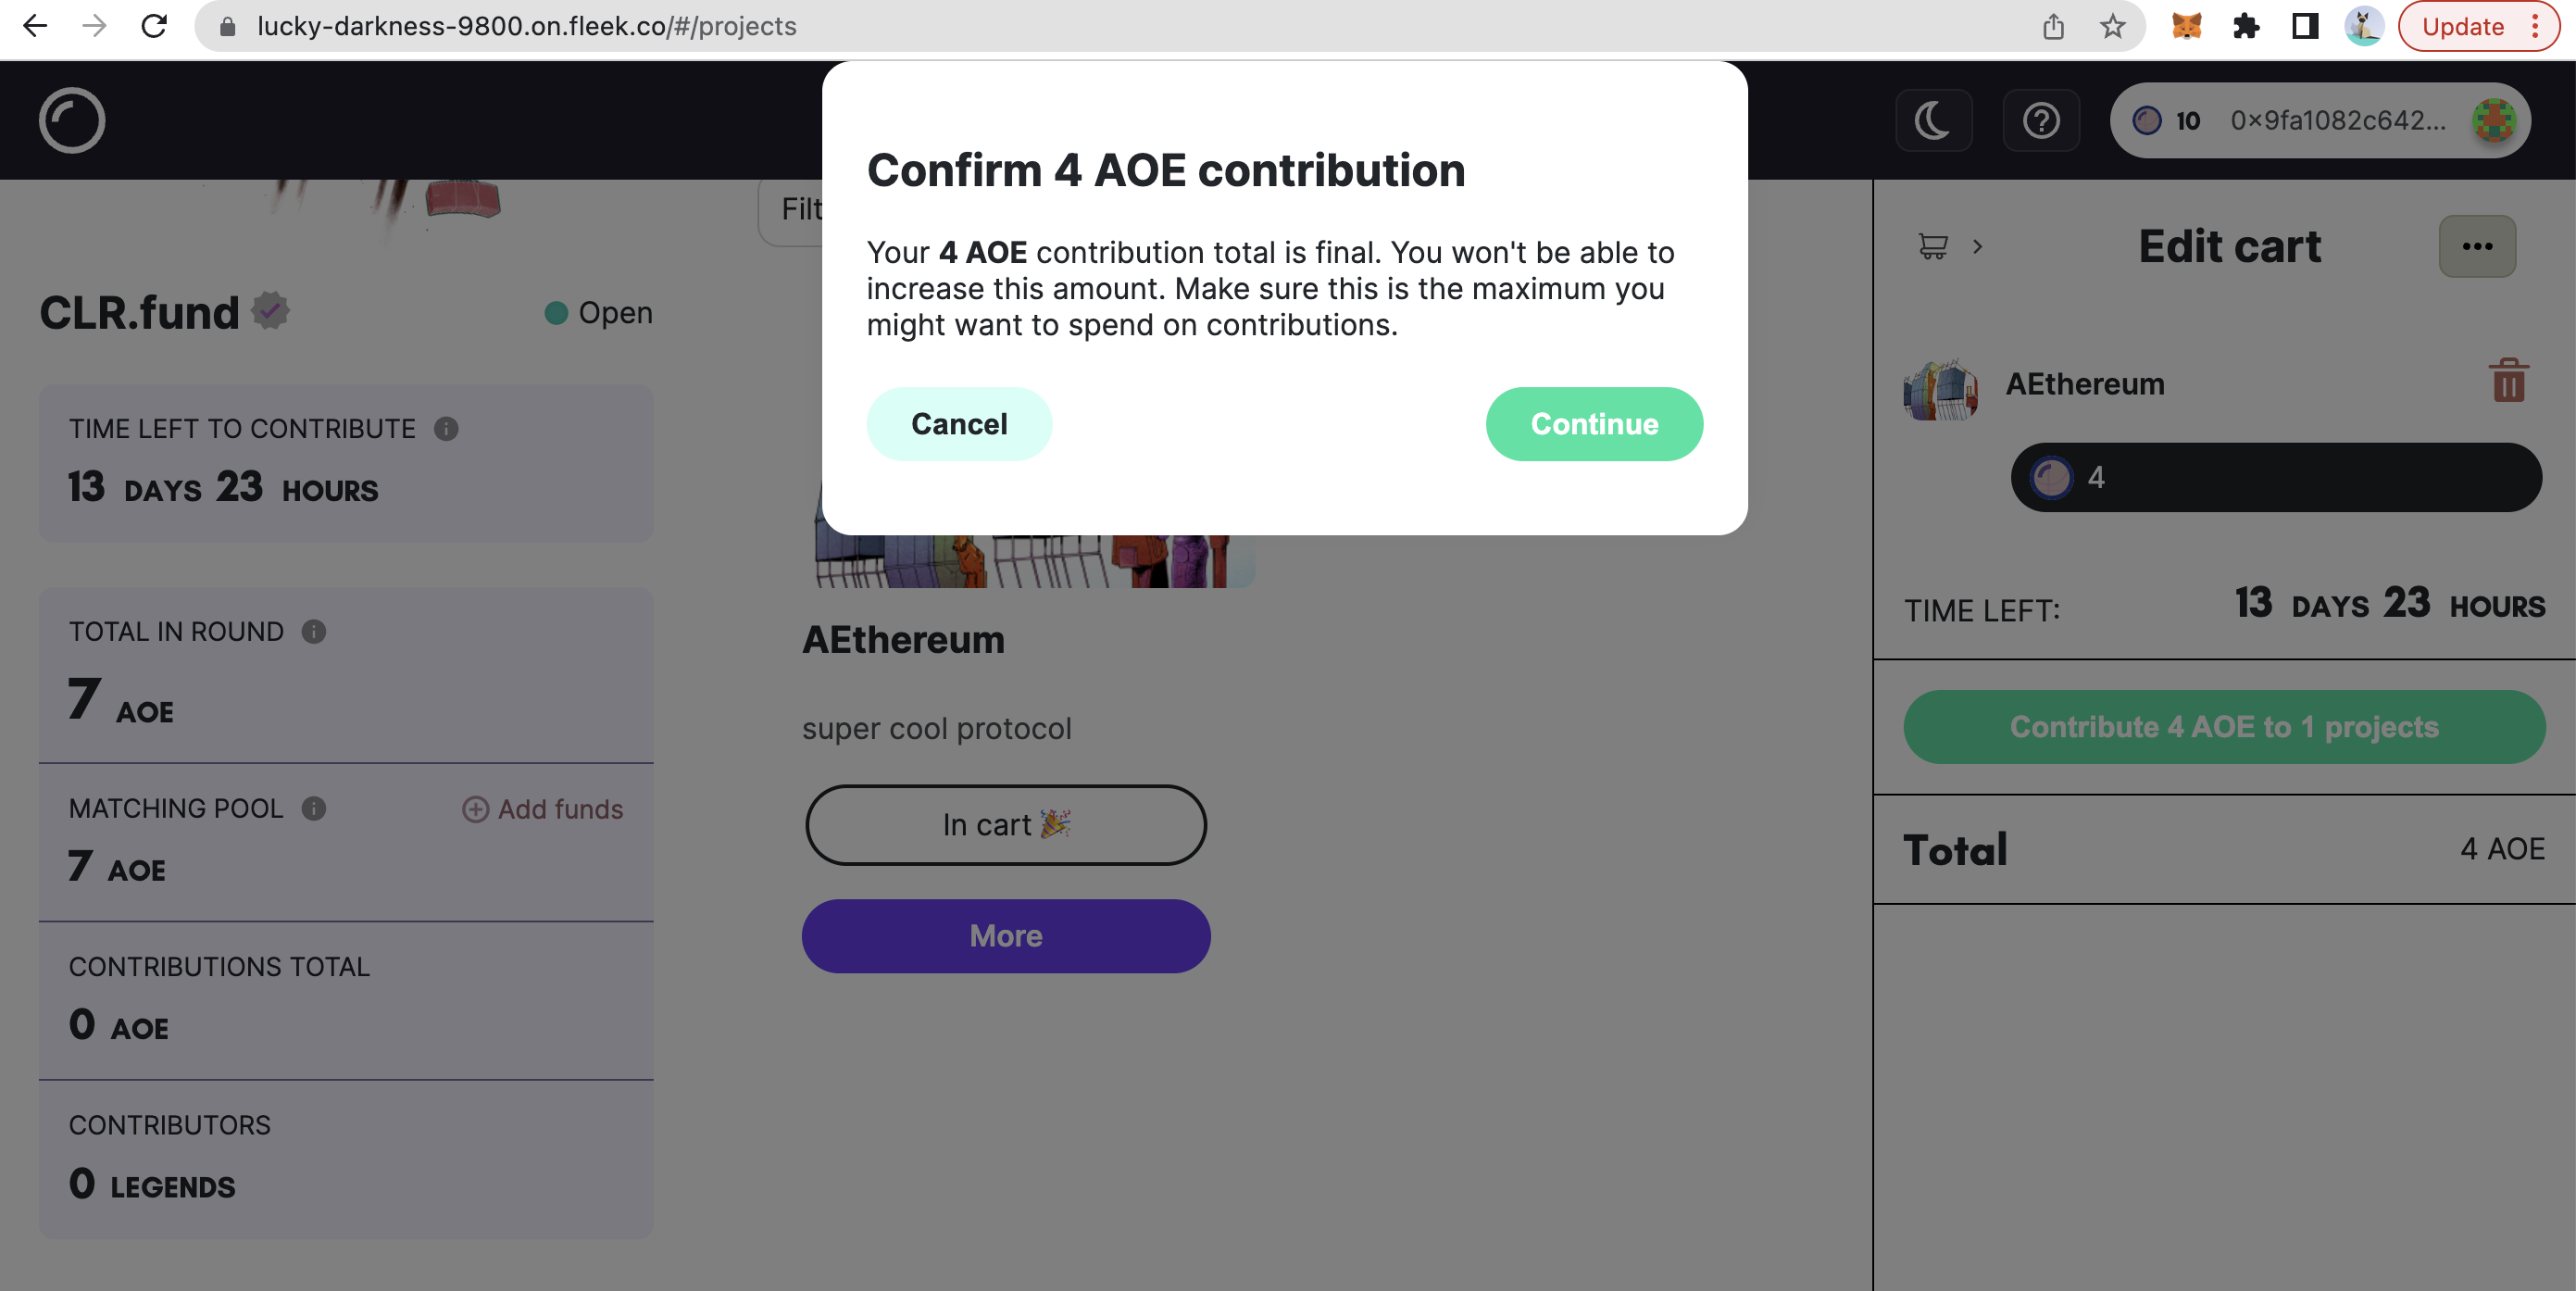 lucky-darkness-9800.on.fleek.co/#/projects
Update
10 0×9fa1082c642...
Confirm 4 AOE contribution
Your 4 AOE contribution total is final. You won't be able to
increase this amount. Make sure this is the maximum you
might want to spend on contributions.
Cancel
Continue
CLR.fund
Open
TIME LEFT TO CONTRIBUTE
13 DAYS 23 HOURS
TOTAL IN ROUND
7 AOE
MATCHING POOL
Add funds
7 AOE
CONTRIBUTIONS TOTAL
0 AOE
CONTRIBUTORS
0 LEGENDS
AEthereum
super cool protocol
In cart 🎉
More
Edit cart
AEthereum
4
TIME LEFT:
13 DAYS 23 HOURS
Contribute 4 AOE to 1 projects
Total
4 AOE